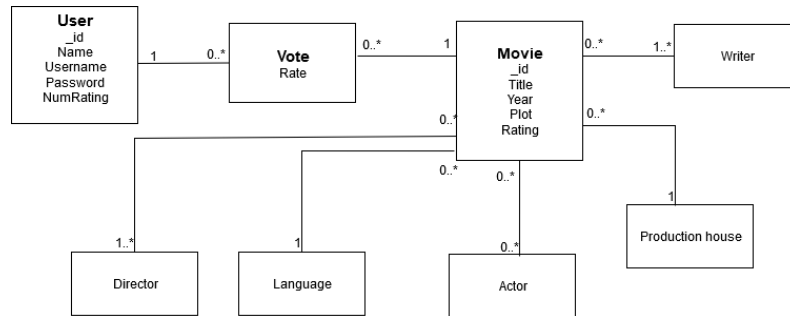 User
_id
Name
Username
Password
NumRating
1
0..*
Vote
Rate
0..*
1
Movie
_id
Title
Year
Plot
Rating
0..*
1..*
Writer
0..*
0..*
0..*
0..*
1..*
1
0..*
1
Director
Language
Actor
Production house